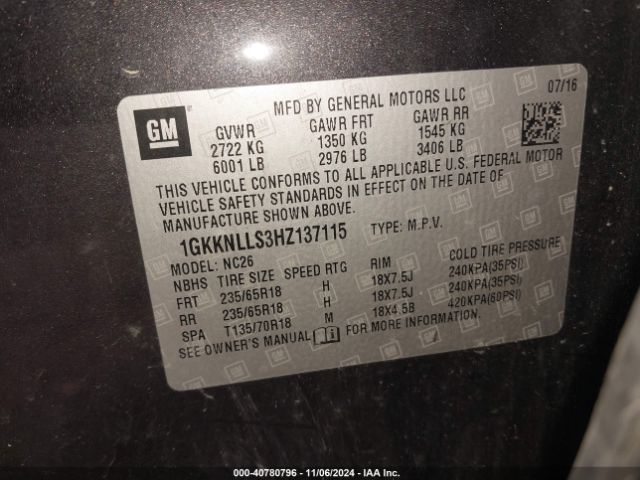 GM
MFD BY GENERAL MOTORS LLC 07/16
GVWR GAWR FRT GAWR RR
2722 KG 1350 KG 1545 KG
6001 LB 2976 LB 3406 LB
THIS VEHICLE CONFORMS TO ALL APPLICABLE U.S. FEDERAL MOTOR
VEHICLE SAFETY STANDARDS IN EFFECT ON THE DATE OF
MANUFACTURE SHOWN ABOVE.
1GKKNLLS3HZ137115 TYPE: M.P.V.
MODEL: NC26
NBHS TIRE SIZE SPEED RTG RIM COLD TIRE PRESSURE
FRT 235/65R18 H 18X7.5J 240KPA(35PSI)
RR 235/65R18 H 18X7.5J 240KPA(35PSI)
SPA T135/70R18 M 18X4.5B 420KPA(60PSI)
SEE OWNER'S MANUAL FOR MORE INFORMATION.
000-40780796 - 11/06/2024 - IAA Inc.